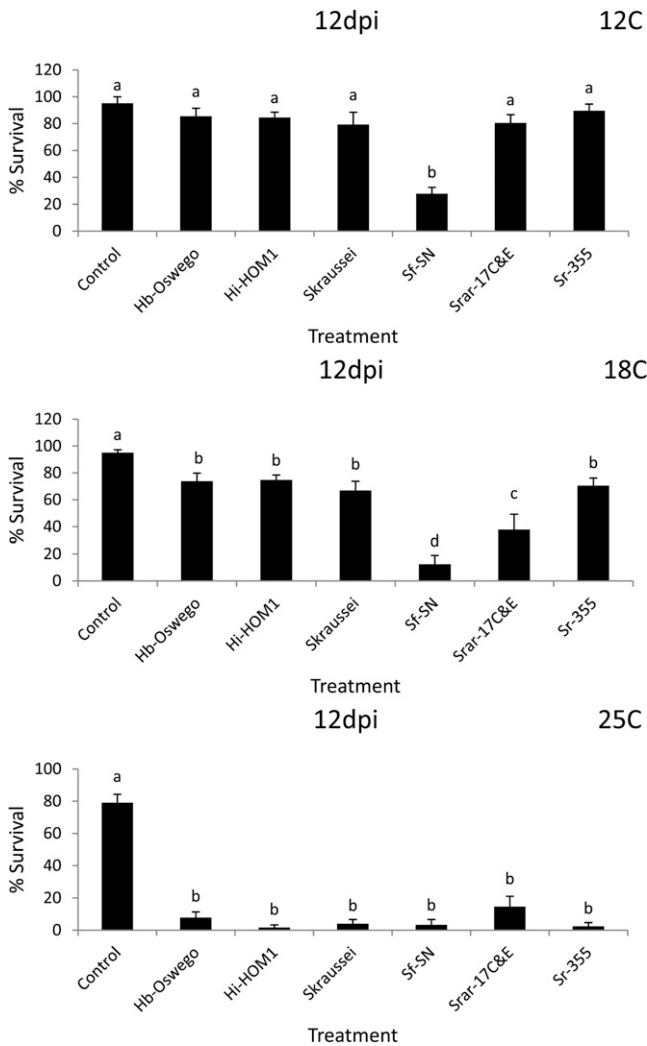 12dpi 12C
120
100
80
60
40
20
0
% Survival
a a a a b a a
Control Hb-Oswego Hi-HOM1 Skraussei Sf-SN Srar-17C&E Sr-355
Treatment
12dpi 18C
120
100
80
60
40
20
0
% Survival
a b b b d c b
Control Hb-Oswego Hi-HOM1 Skraussei Sf-SN Srar-17C&E Sr-355
Treatment
12dpi 25C
100
80
60
40
20
0
% Survival
a b b b b b b
Control Hb-Oswego Hi-HOM1 Skraussei Sf-SN Srar-17C&E Sr-355
Treatment